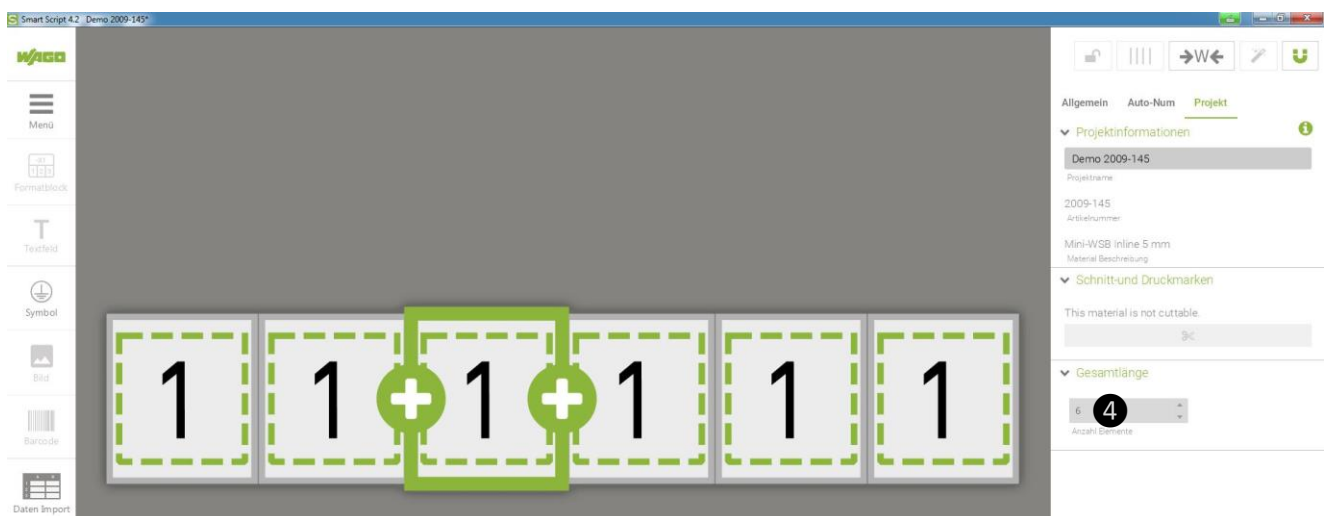 Smart Script 4.2 Demo 2009-145*
WAGO
Menü
Formatblock
T
Textfeld
Symbol
Bild
Barcode
Daten Import
1 1 1 1 1 1
W
Allgemein Auto-Num Projekt
Projektinformationen
Demo 2009-145
Projektname
2009-145
Artikelnummer
Mini-WSB Inline 5 mm
Material Beschreibung
Schnitt-und Druckmarken
This material is not cuttable.
Gesamtlänge
6 4
Anzahl Elemente